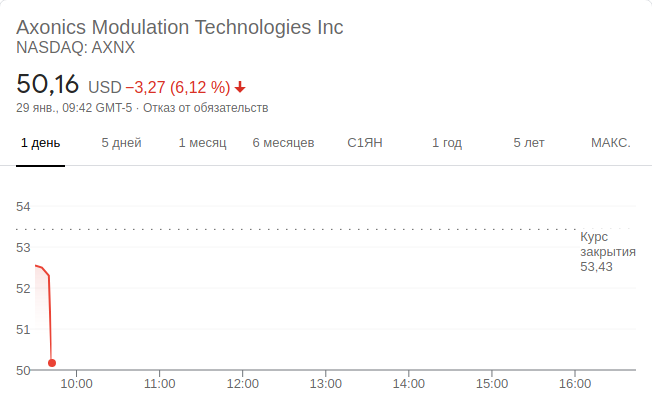 Axonics Modulation Technologies Inc
NASDAQ: AXNX
50,16 USD −3,27 (6,12 %)
29 янв., 09:42 GMT-5 · Отказ от обязательств
1 день 5 дней 1 месяц 6 месяцев С1ЯН 1 год 5 лет МАКС.
54
53
52
51
50
Курс
закрытия
53,43
10:00 11:00 12:00 13:00 14:00 15:00 16:00